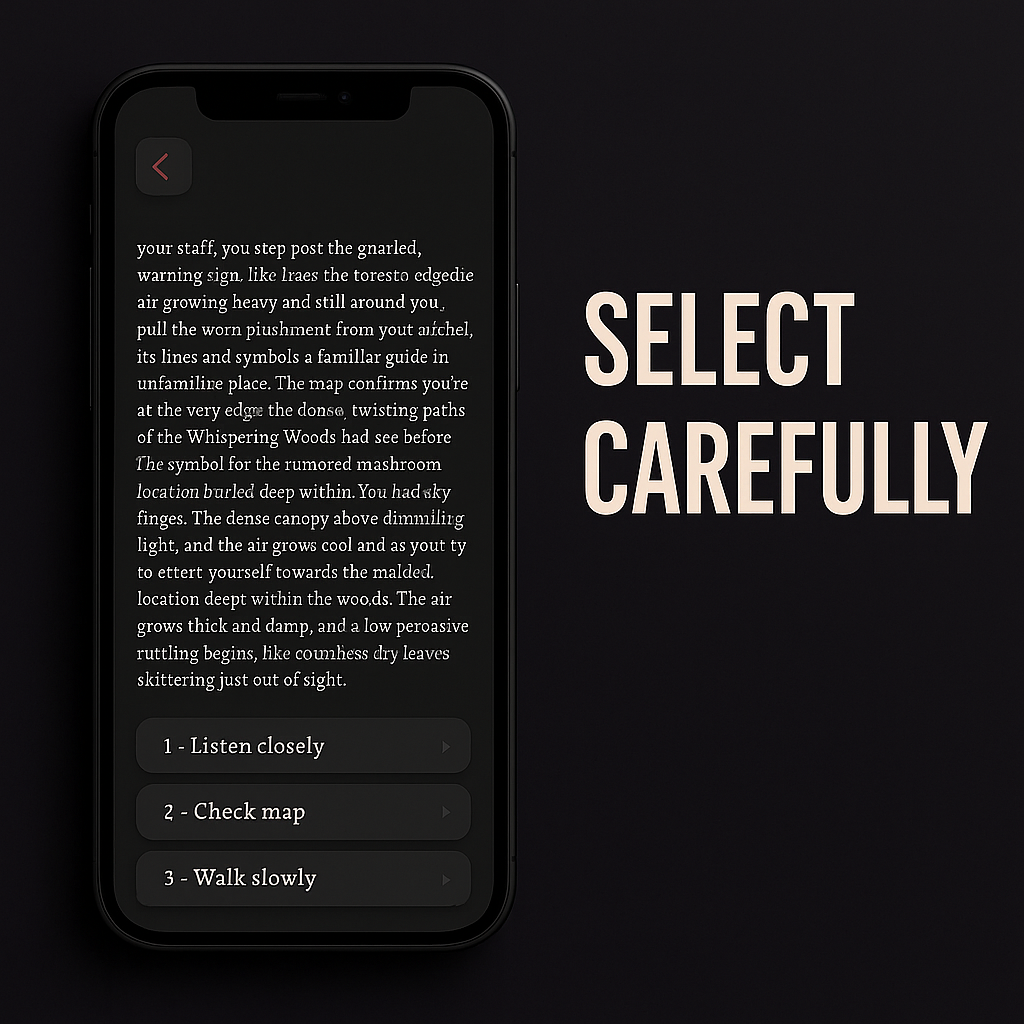 your staff, you step post the gnarled,
warning sign. like lraes the toresto edgedie
air growing heavy and still around you,
pull the worn piushment from yout airchel,
its lines and symbols a famillar guide in
unfamilire place. The map confirms you're
at the very edge the donse, twisting paths
of the Whispering Woods had see before
The symbol for the rumored mashroom
location burled deep within. You had sky
finges. The dense canopy above dimmilirg
light, and the air grows cool and as yout ty
to ettert yourself towards the malded.
location deept within the woo.ds. The air
grows thick and damp, and a low peroasive
ruttling begins, like counhess dry leaves
skittering just out of sight.
1 - Listen closely
2 - Check map
3 - Walk slowly
SELECT
CAREFULLY